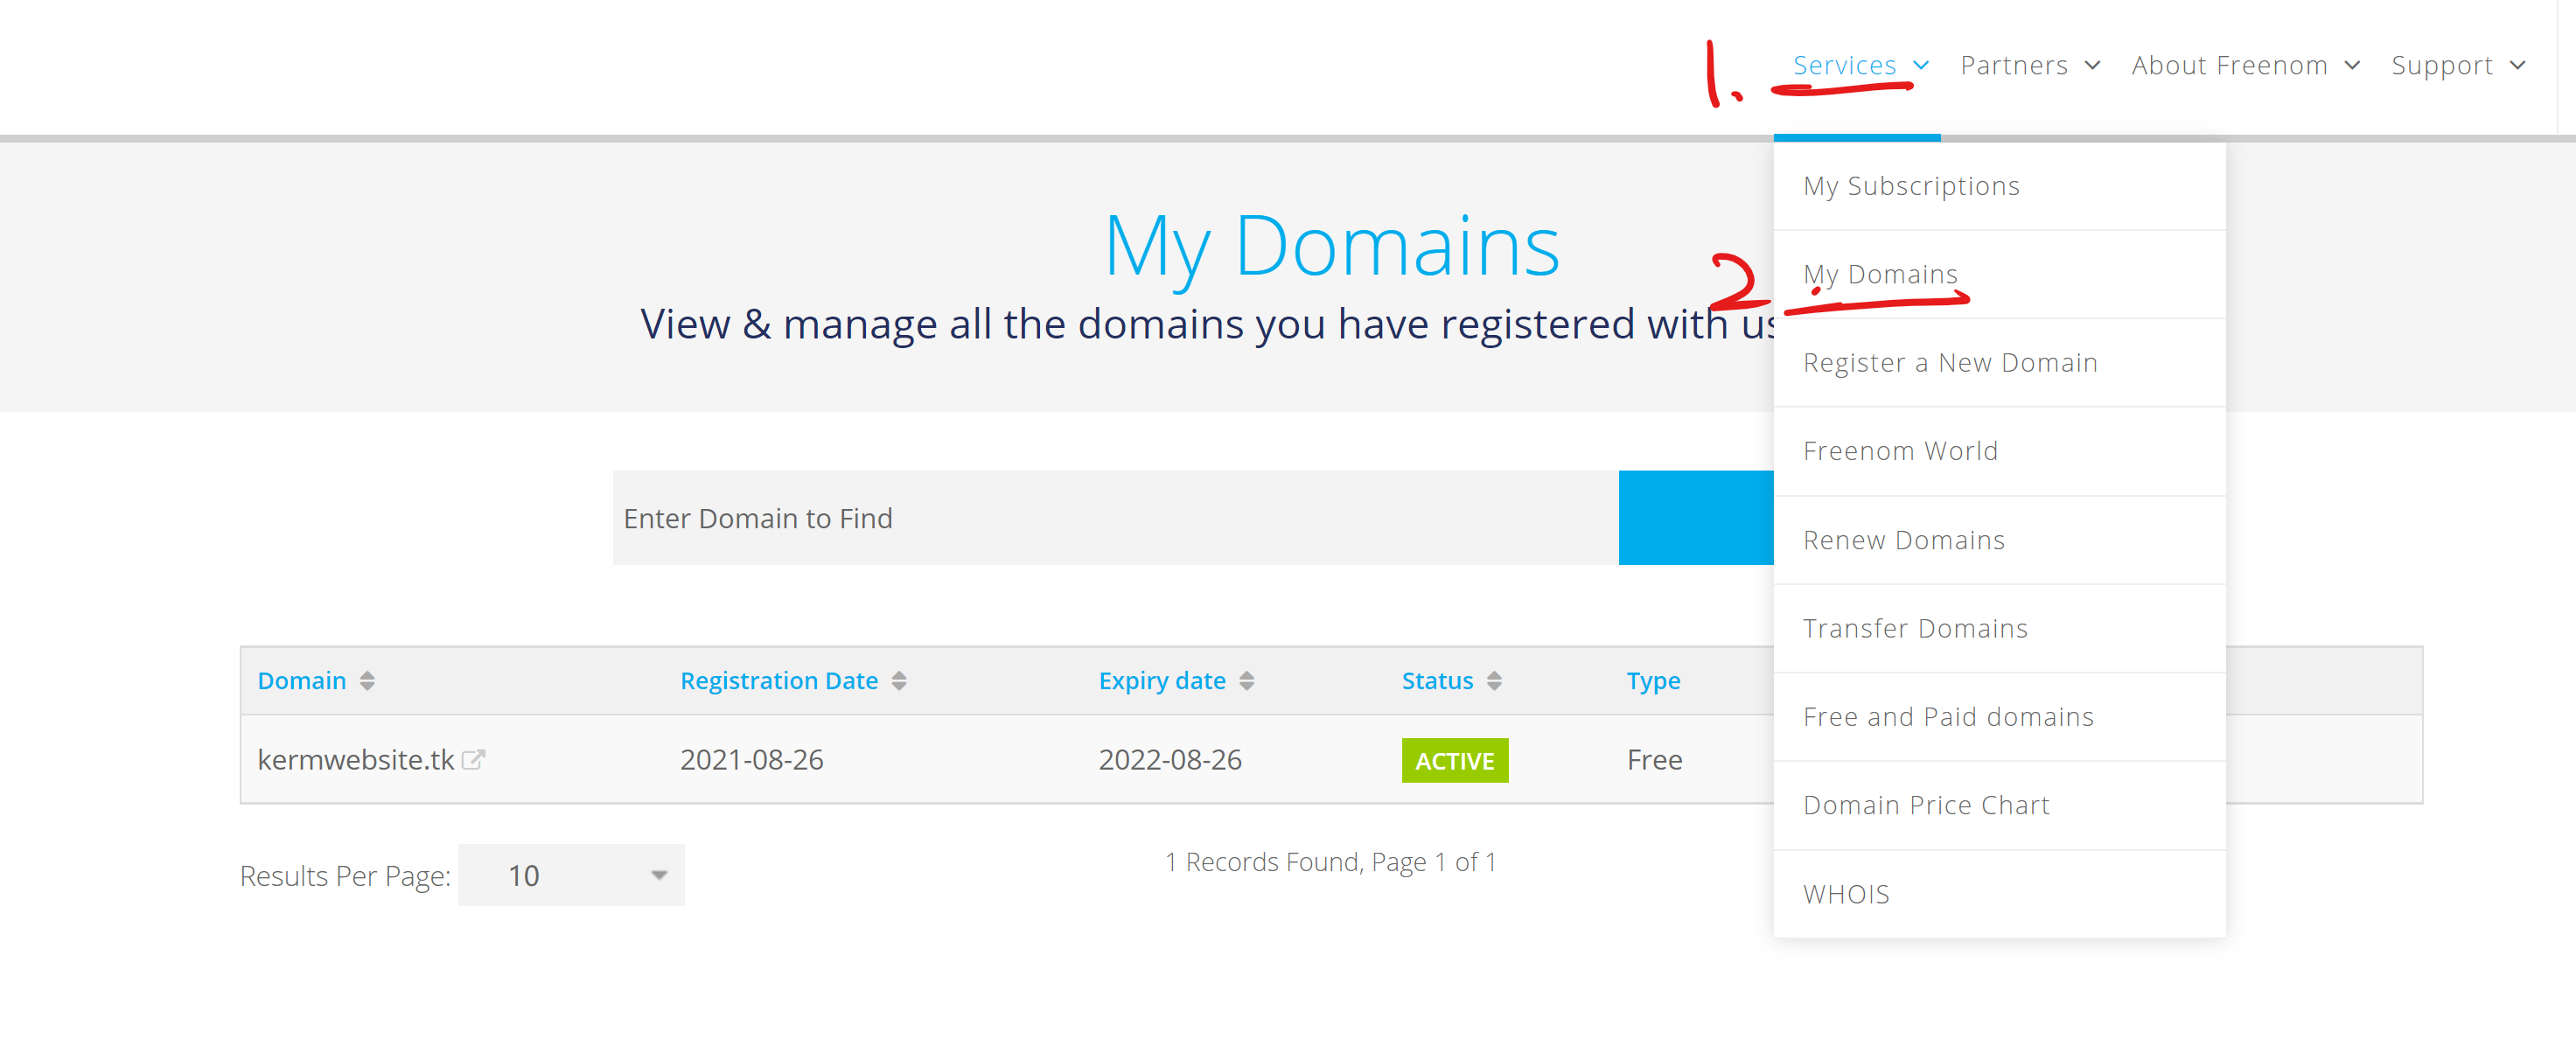 1. Services Partners About Freenom Support
My Subscriptions
My Domains
2. My Domains
View & manage all the domains you have registered with us
Register a New Domain
Freenom World
Enter Domain to Find
Renew Domains
Transfer Domains
Domain Registration Date Expiry date Status Type
Free and Paid domains
kermwebsite.tk 2021-08-26 2022-08-26 ACTIVE Free
Domain Price Chart
Results Per Page: 10
1 Records Found, Page 1 of 1
WHOIS